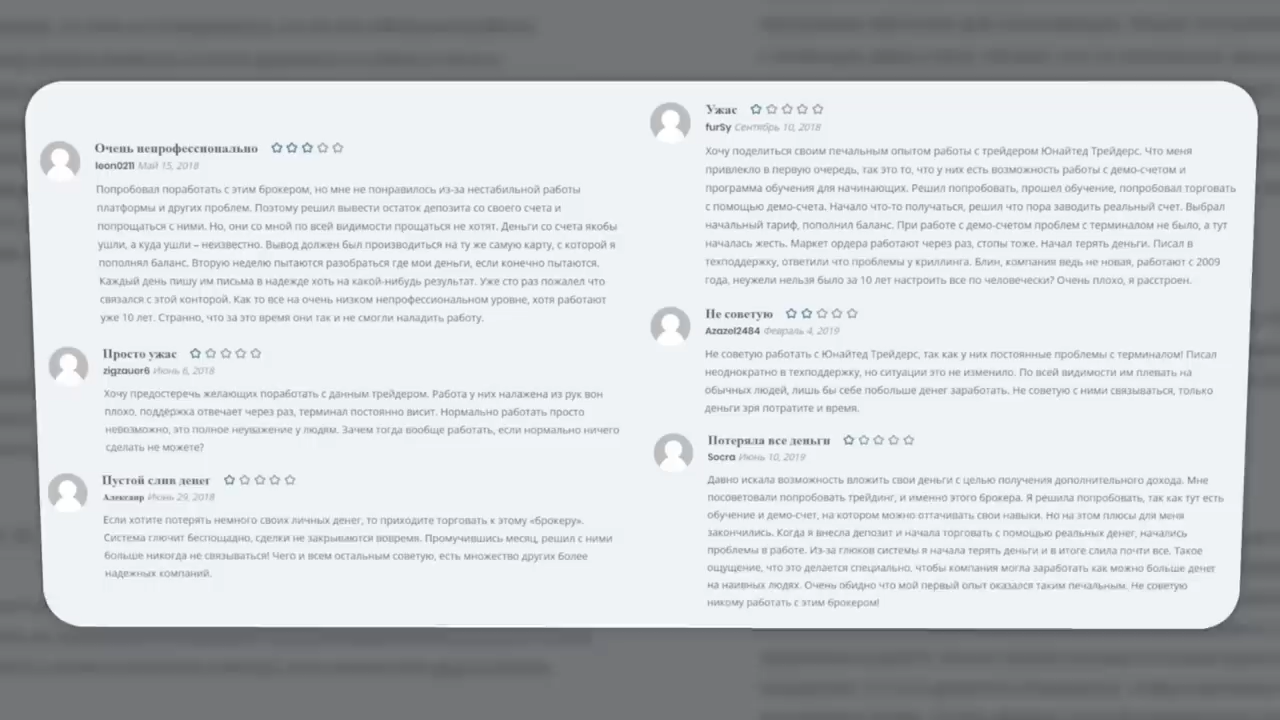 Очень непрофессионально
leon0211 Май 15, 2018
Попробовал поработать с этим брокером, но мне не понравилось из-за нестабильной работы
платформы и других проблем. Поэтому решил вывести остаток депозита со своего счета и
попрощаться с ними. Но, они со мной по всей видимости прощаться не хотят. Деньги со счета якобы
ушли, а куда ушли – неизвестно. Вывод должен был производиться на ту же самую карту, с которой я
пополнял баланс. Вторую неделю пытаются разобраться где мои деньги, если конечно пытаются.
Каждый день пишу им письма в надежде хоть на какой-нибудь результат. Уже сто раз пожалел что
связался с этой конторой. Как то все на очень низком непрофессиональном уровне, хотя работают
уже 10 лет. Странно, что за это время они так и не смогли наладить работу.
Просто ужас
zigzauor6 Июнь 6, 2018
Хочу предостеречь желающих поработать с данным трейдером. Работа у них налажена из рук вон
плохо, поддержка отвечает через раз, терминал постоянно висит. Нормально работать просто
невозможно, это полное неуважение у людям. Зачем тогда вообще работать, если нормально ничего
сделать не можете?
Пустой слив денег
Алексаир Июнь 29, 2018
Если хотите потерять немного своих личных денег, то приходите торговать к этому «брокеру».
Система глючит беспощадно, сделки не закрываются вовремя. Промучившись месяц, решил с ними
больше никогда не связываться! Чего и всем остальным советую, есть множество других более
надежных компаний.
Ужас
furSy Сентябрь 10, 2018
Хочу поделиться своим печальным опытом работы с трейдером Юнайтед Трейдерс. Что меня
привлекло в первую очередь, так это то, что у них есть возможность работы с демо-счетом и
программа обучения для начинающих. Решил попробовать, прошел обучение, попробовал торговать
с помощью демо-счета. Начало что-то получаться, решил что пора заводить реальный счет. Выбрал
начальный тариф, пополнил баланс. При работе с демо-счетом проблем с терминалом не было, а тут
началась жесть. Маркет ордера работают через раз, стопы тоже. Начал терять деньги. Писал в
техподдержку, ответили что проблемы у криллинга. Блин, компания ведь не новая, работают с 2009
года, неужели нельзя было за 10 лет настроить все по человечески? Очень плохо, я расстроен.
Не советую
Azazel2484 Февраль 4, 2019
Не советую работать с Юнайтед Трейдерс, так как у них постоянные проблемы с терминалом! Писал
неоднократно в техподдержку, но ситуации это не изменило. По всей видимости им плевать на
обычных людей, лишь бы себе побольше денег заработать. Не советую с ними связываться, только
деньги зря потратите и время.
Потеряла все деньги
Socra Июнь 10, 2019
Давно искала возможность вложить свои деньги с целью получения дополнительного дохода. Мне
посоветовали попробовать трейдинг, и именно этого брокера. Я решила попробовать, так как тут есть
обучение и демо-счет, на котором можно оттачивать свои навыки. Но на этом плюсы для меня
закончились. Когда я внесла депозит и начала торговать с помощью реальных денег, начались
проблемы в работе. Из-за глюков системы я начала терять деньги и в итоге слила почти все. Такое
ощущение, что это делается специально, чтобы компания могла заработать как можно больше денег
на наивных людях. Очень обидно что мой первый опыт оказался таким печальным. Не советую
никому работать с этим брокером!